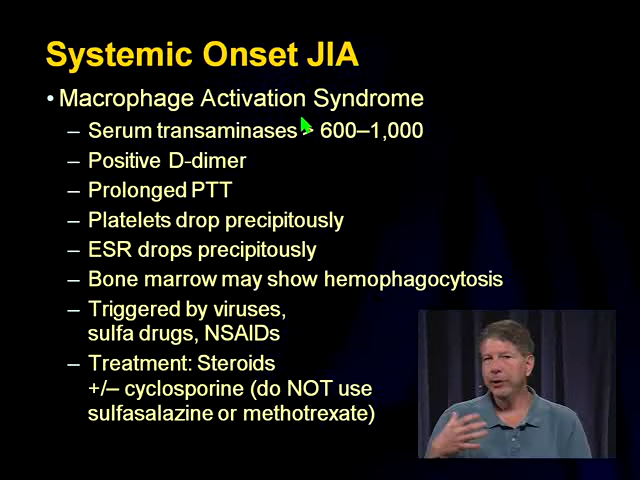 Systemic Onset JIA
• Macrophage Activation Syndrome
– Serum transaminases > 600–1,000
– Positive D-dimer
– Prolonged PTT
– Platelets drop precipitously
– ESR drops precipitously
– Bone marrow may show hemophagocytosis
– Triggered by viruses,
sulfa drugs, NSAIDs
– Treatment: Steroids
+/– cyclosporine (do NOT use
sulfasalazine or methotrexate)